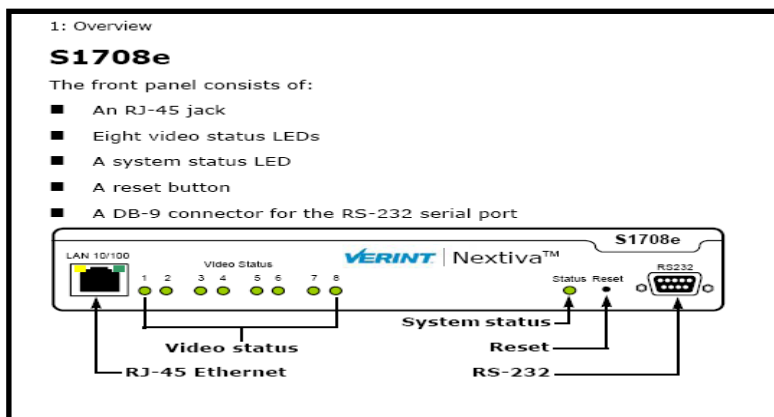 1: Overview
S1708e
The front panel consists of:
■ An RJ-45 jack
■ Eight video status LEDs
■ A system status LED
■ A reset button
■ A DB-9 connector for the RS-232 serial port
S1708e
LAN 10/100
Video Status
VERINT Nextiva™
RS232
1 2 3 4 5 6 7 8
Status Reset
System status
Video status
Reset
RJ-45 Ethernet
RS-232